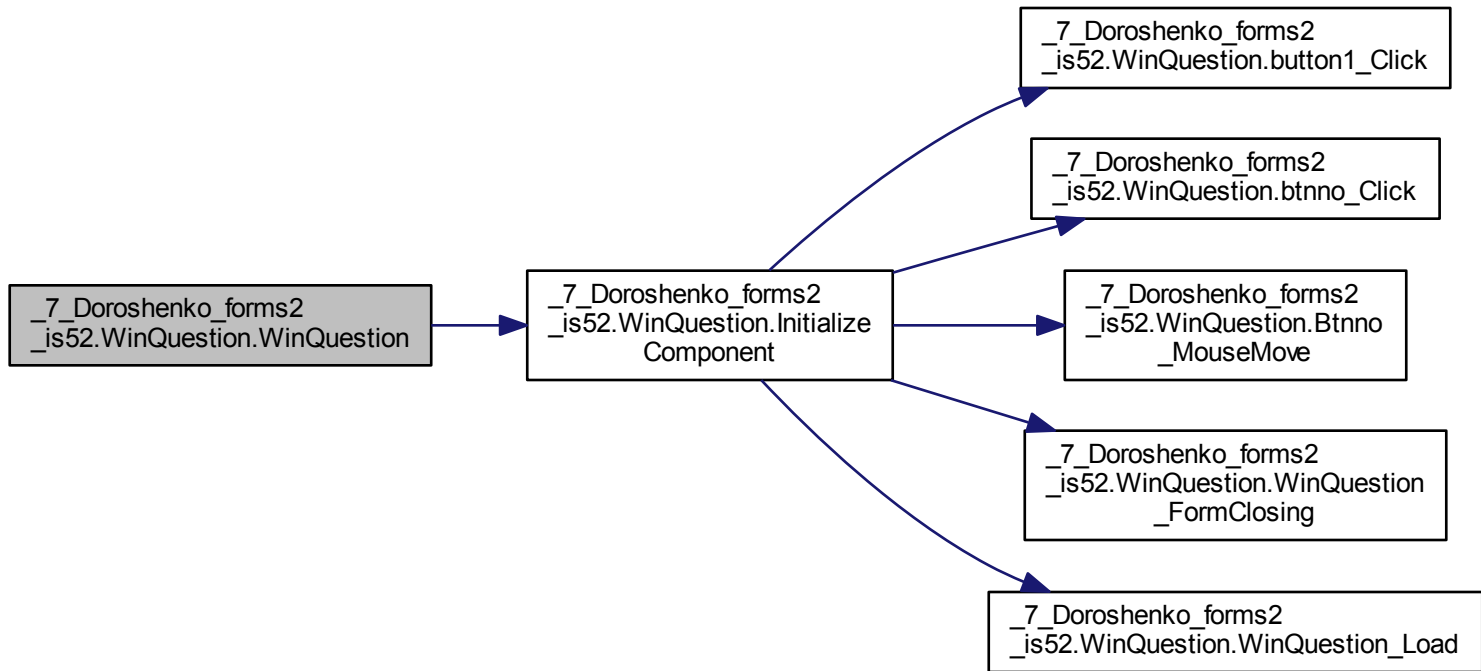 _7_Doroshenko_forms2
_is52.WinQuestion.WinQuestion
_7_Doroshenko_forms2
_is52.WinQuestion.Initialize
Component
_7_Doroshenko_forms2
_is52.WinQuestion.button1_Click
_7_Doroshenko_forms2
_is52.WinQuestion.btnno_Click
_7_Doroshenko_forms2
_is52.WinQuestion.Btnno
_MouseMove
_7_Doroshenko_forms2
_is52.WinQuestion.WinQuestion
_FormClosing
_7_Doroshenko_forms2
_is52.WinQuestion.WinQuestion_Load